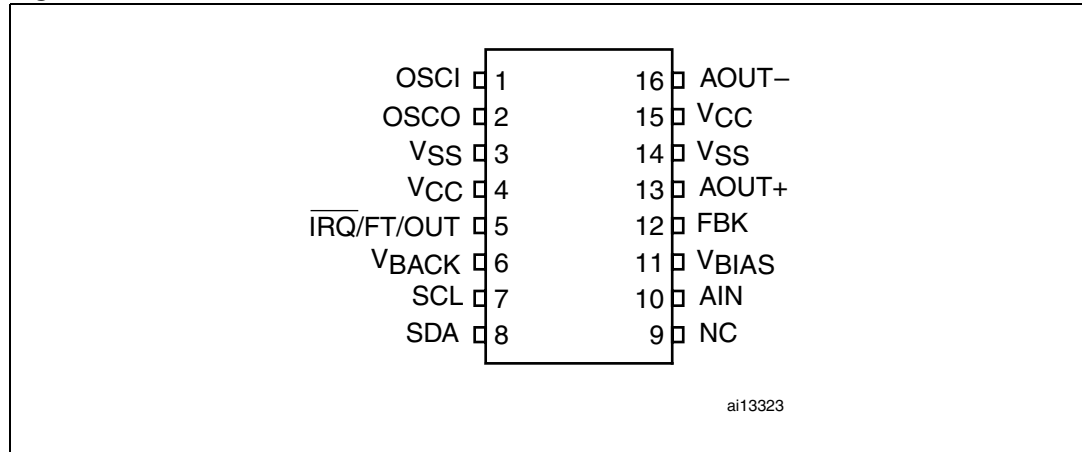 OSCI 1 16 AOUT–
OSCO 2 15 VCC
VSS 3 14 VSS
VCC 4 13 AOUT+
IRQ/FT/OUT 5 12 FBK
VBACK 6 11 VBIAS
SCL 7 10 AIN
SDA 8 9 NC
ai13323